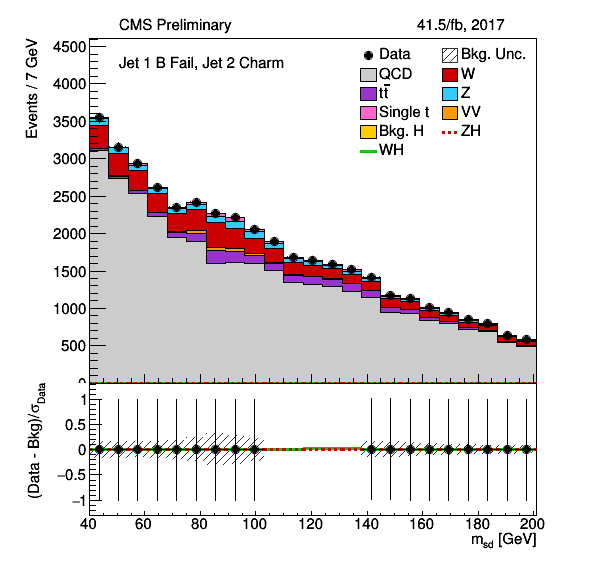 CMS Preliminary 41.5/fb, 2017
Events / 7 GeV
Jet 1 B Fail, Jet 2 Charm
Data Bkg. Unc.
QCD W
tt̅ Z
Single t VV
Bkg. H ZH
WH
4500
4000
3500
3000
2500
2000
1500
1000
500
0
(Data - Bkg)/σData
1
0.5
0
−0.5
−1
40 60 80 100 120 140 160 180 200
msd [GeV]